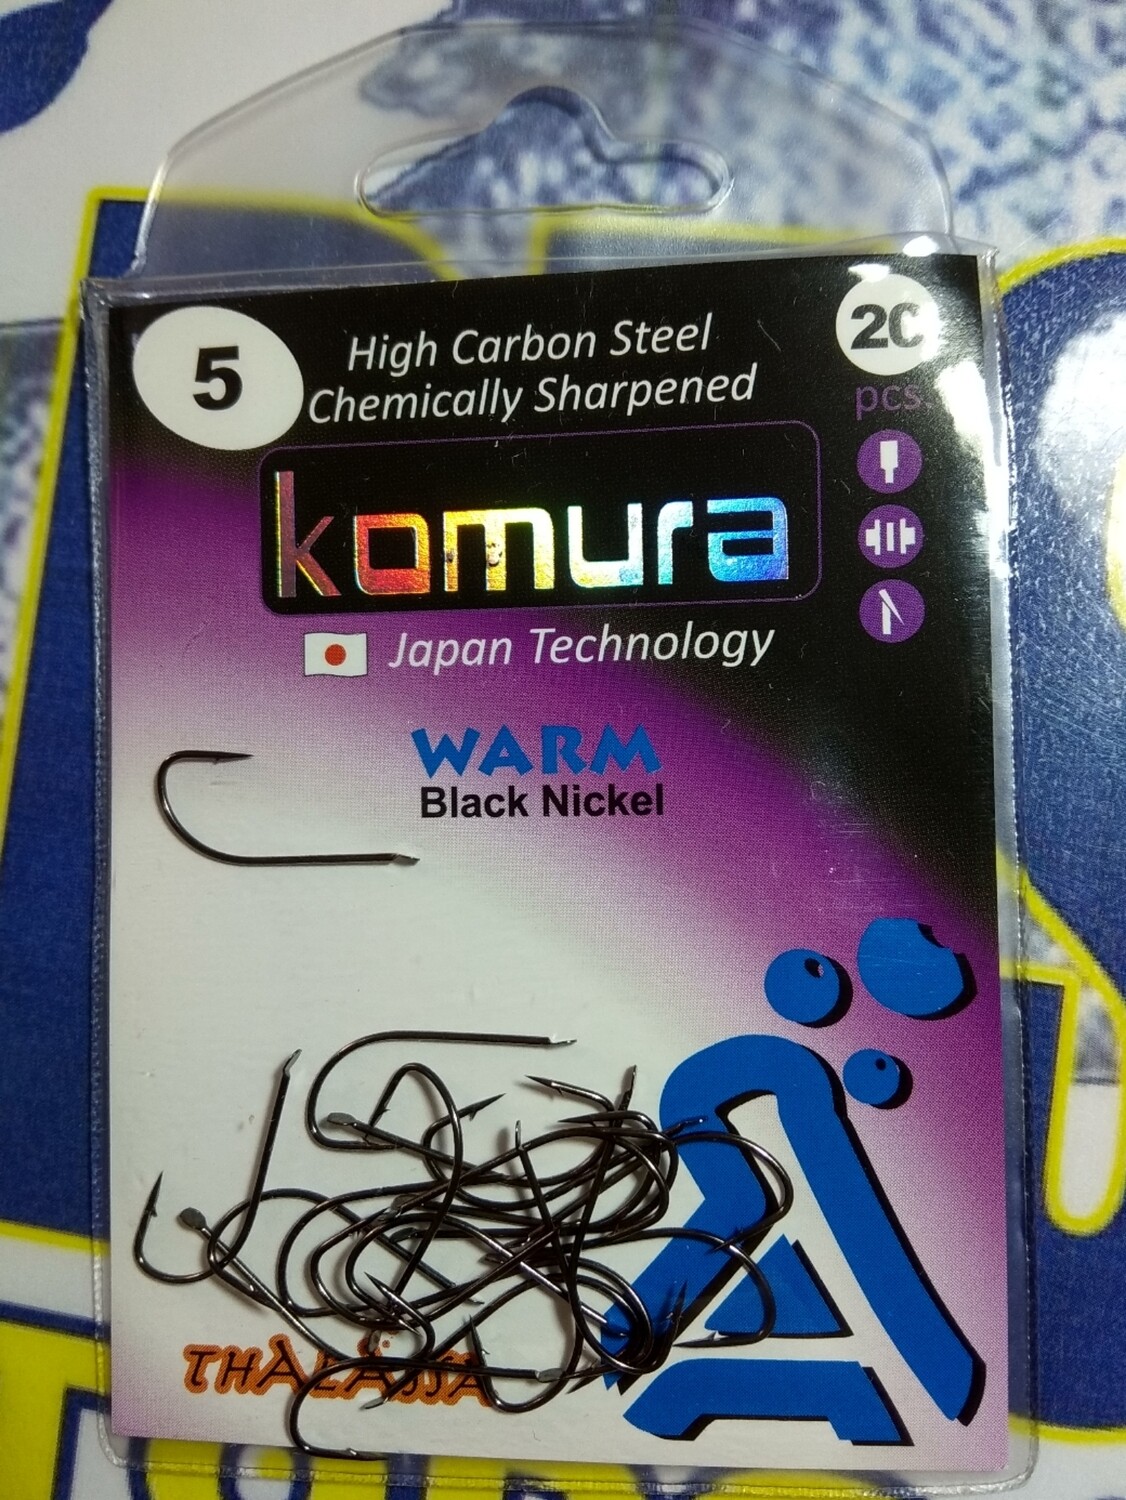 5
High Carbon Steel
Chemically Sharpened
20
pcs.
komura
Japan Technology
WARM
Black Nickel
THALASSA